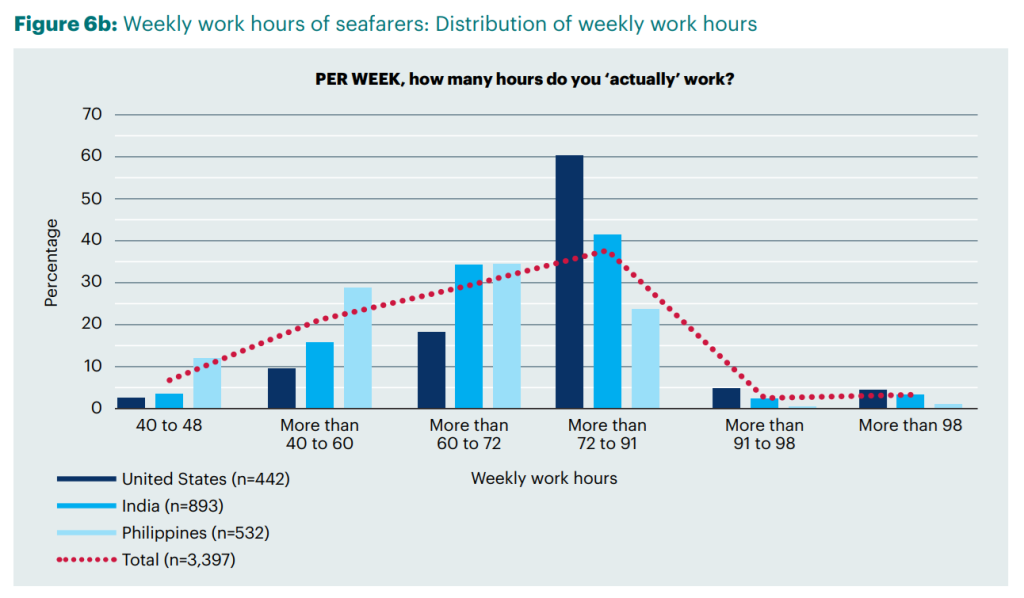 Figure 6b: Weekly work hours of seafarers: Distribution of weekly work hours
PER WEEK, how many hours do you ‘actually’ work?
Percentage
70
60
50
40
30
20
10
0
40 to 48
More than
40 to 60
More than
60 to 72
More than
72 to 91
More than
91 to 98
More than 98
Weekly work hours
United States (n=442)
India (n=893)
Philippines (n=532)
Total (n=3,397)